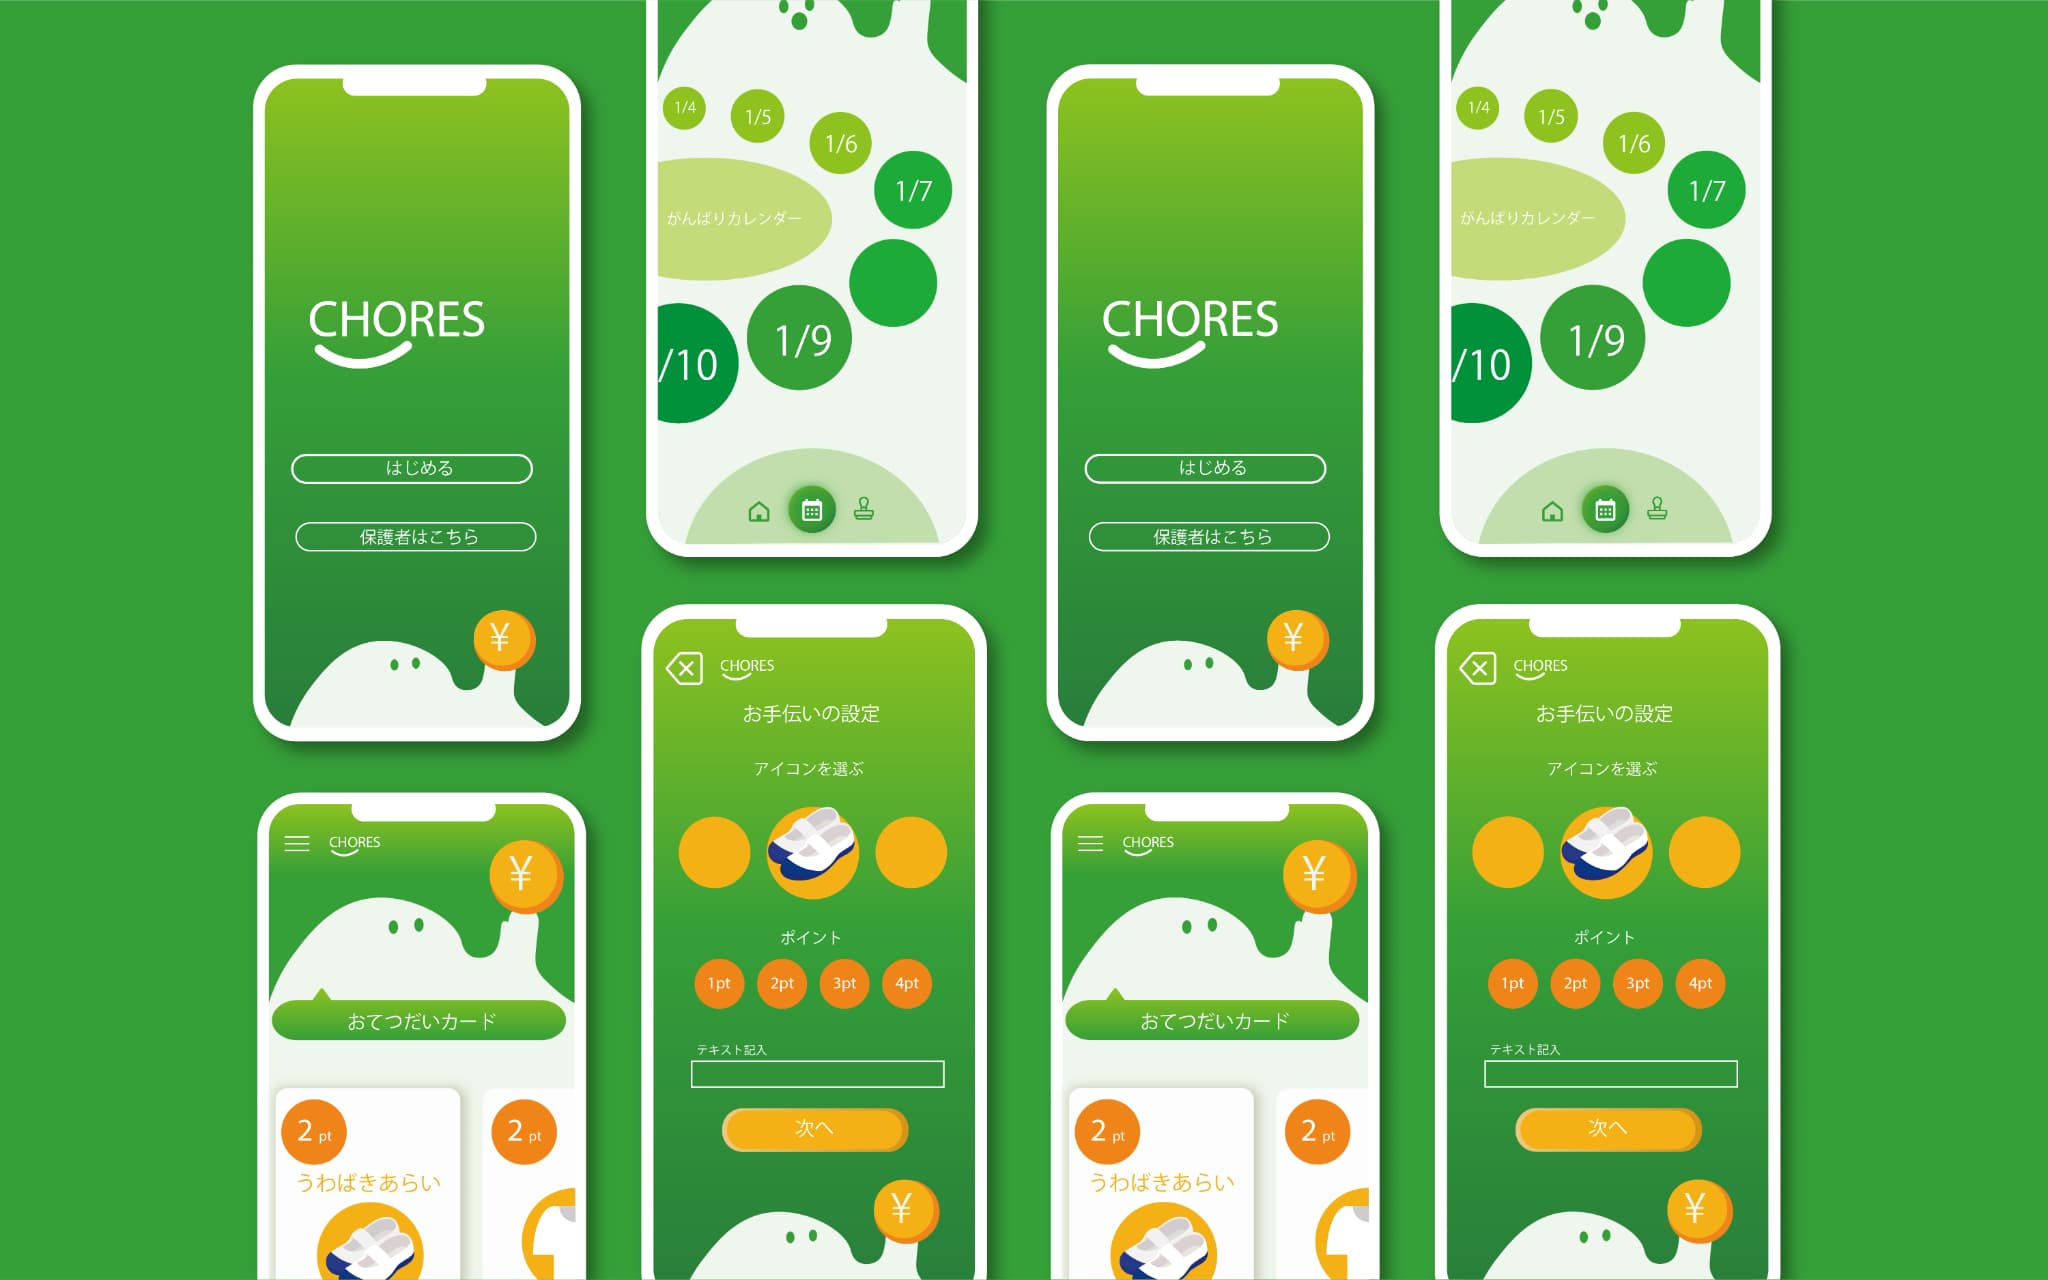 CHORES
はじめる
保護者はこちら
¥
1/4
1/5
1/6
1/7
がんばりカレンダー
1/9
/10
CHORES
はじめる
保護者はこちら
¥
1/4
1/5
1/6
1/7
がんばりカレンダー
1/9
/10
CHORES
¥
おてつだいカード
2 pt
うわばきあらい
2 pt
CHORES
お手伝いの設定
アイコンを選ぶ
ポイント
1pt 2pt 3pt 4pt
テキスト記入
次へ
¥
CHORES
¥
おてつだいカード
2 pt
うわばきあらい
2 pt
CHORES
お手伝いの設定
アイコンを選ぶ
ポイント
1pt 2pt 3pt 4pt
テキスト記入
次へ
¥